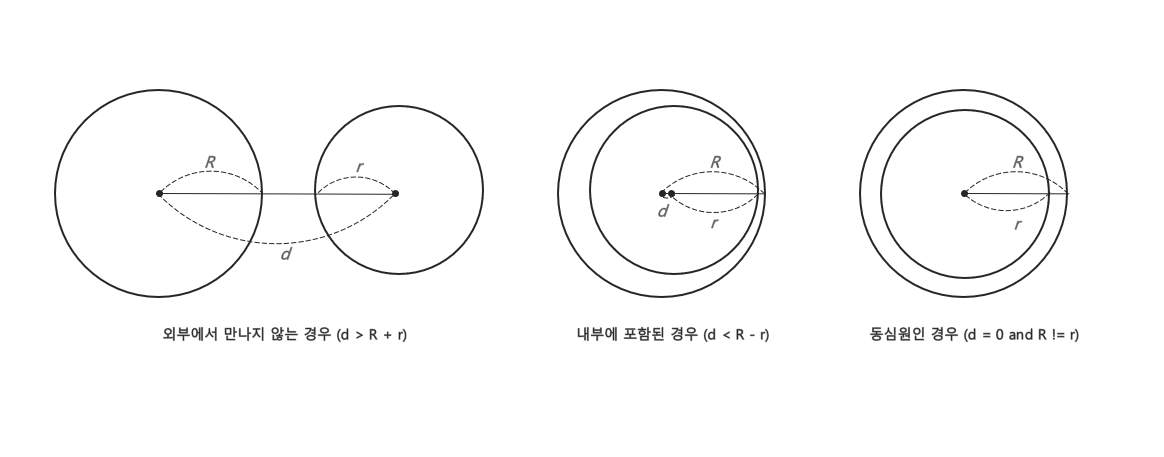 R
r
d
외부에서 만나지 않는 경우 (d > R + r)
R
d
r
내부에 포함된 경우 (d < R - r)
R
r
동심원인 경우 (d = 0 and R != r)